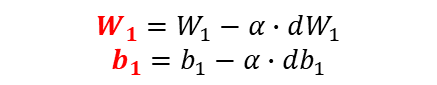 W₁ = W₁ − α · dW₁
b₁ = b₁ − α · db₁